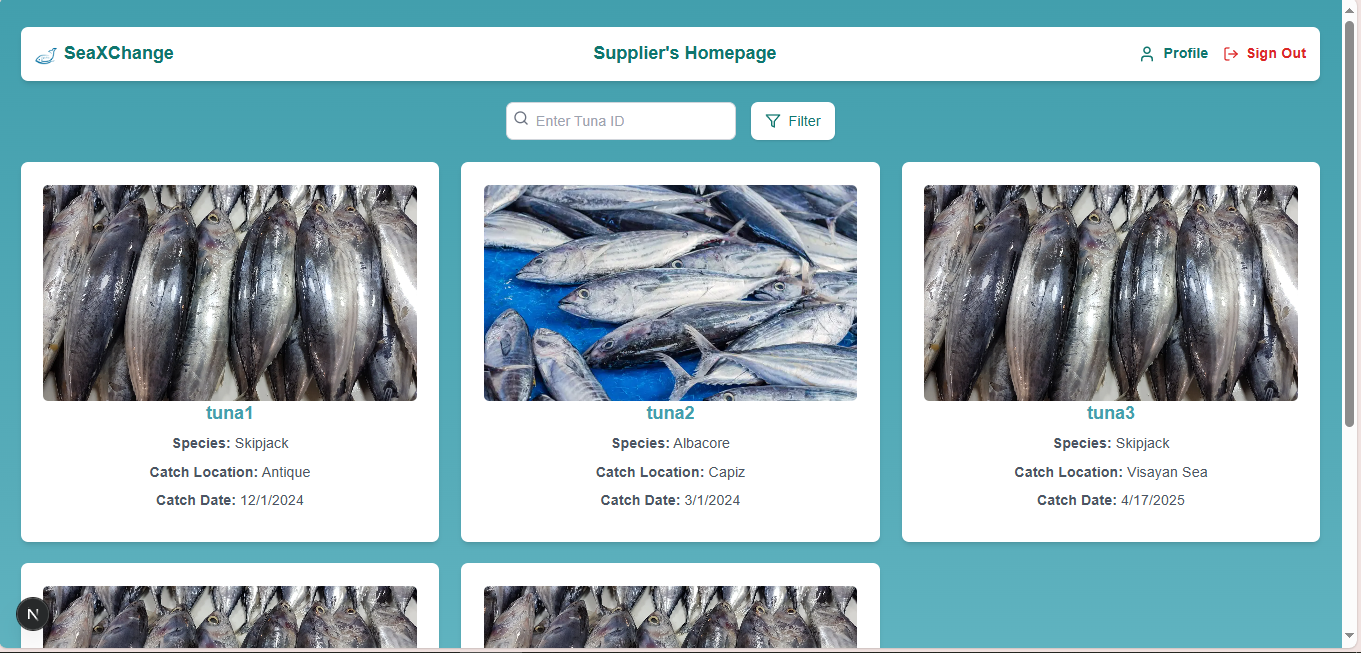 SeaXChange
Supplier's Homepage
Profile
Sign Out
Enter Tuna ID
Filter
tuna1
Species: Skipjack
Catch Location: Antique
Catch Date: 12/1/2024
tuna2
Species: Albacore
Catch Location: Capiz
Catch Date: 3/1/2024
tuna3
Species: Skipjack
Catch Location: Visayan Sea
Catch Date: 4/17/2025
N